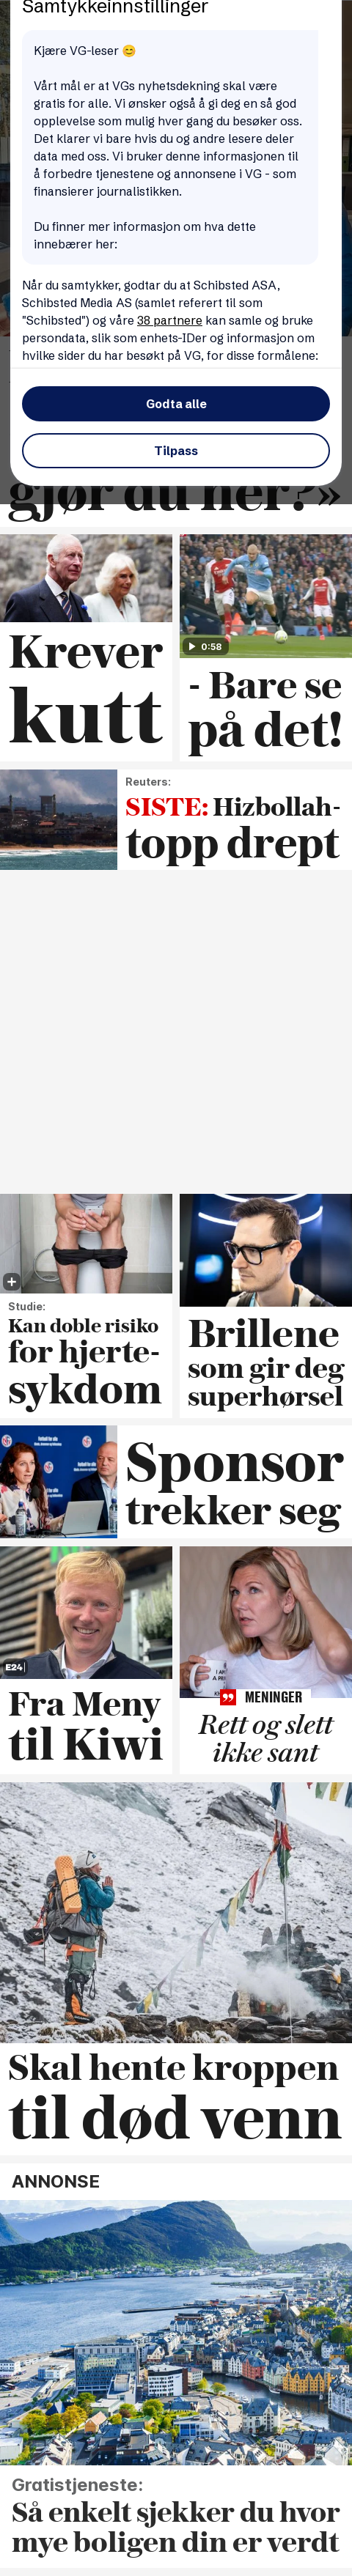 Samtykkeinnstillinger
Kjære VG-leser 😊
Vårt mål er at VGs nyhetsdekning skal være
gratis for alle. Vi ønsker også å gi deg en så god
opplevelse som mulig hver gang du besøker oss.
Det klarer vi bare hvis du og andre lesere deler
data med oss. Vi bruker denne informasjonen til
å forbedre tjenestene og annonsene i VG - som
finansierer journalistikken.
Du finner mer informasjon om hva dette
innebærer her:
Når du samtykker, godtar du at Schibsted ASA,
Schibsted Media AS (samlet referert til som
"Schibsted") og våre 38 partnere kan samle og bruke
persondata, slik som enhets-IDer og informasjon om
hvilke sider du har besøkt på VG, for disse formålene:
Godta alle
Tilpass
gjør du her?»
Krever
kutt
0:58
- Bare se
på det!
Reuters:
SISTE: Hizbollah-
topp drept
Studie:
Kan doble risiko
for hjerte-
sykdom
Brillene
som gir deg
superhørsel
Sponsor
trekker seg
E24
Fra Meny
til Kiwi
MENINGER
Rett og slett
ikke sant
Skal hente kroppen
til død venn
ANNONSE
Gratistjeneste:
Så enkelt sjekker du hvor
mye boligen din er verdt